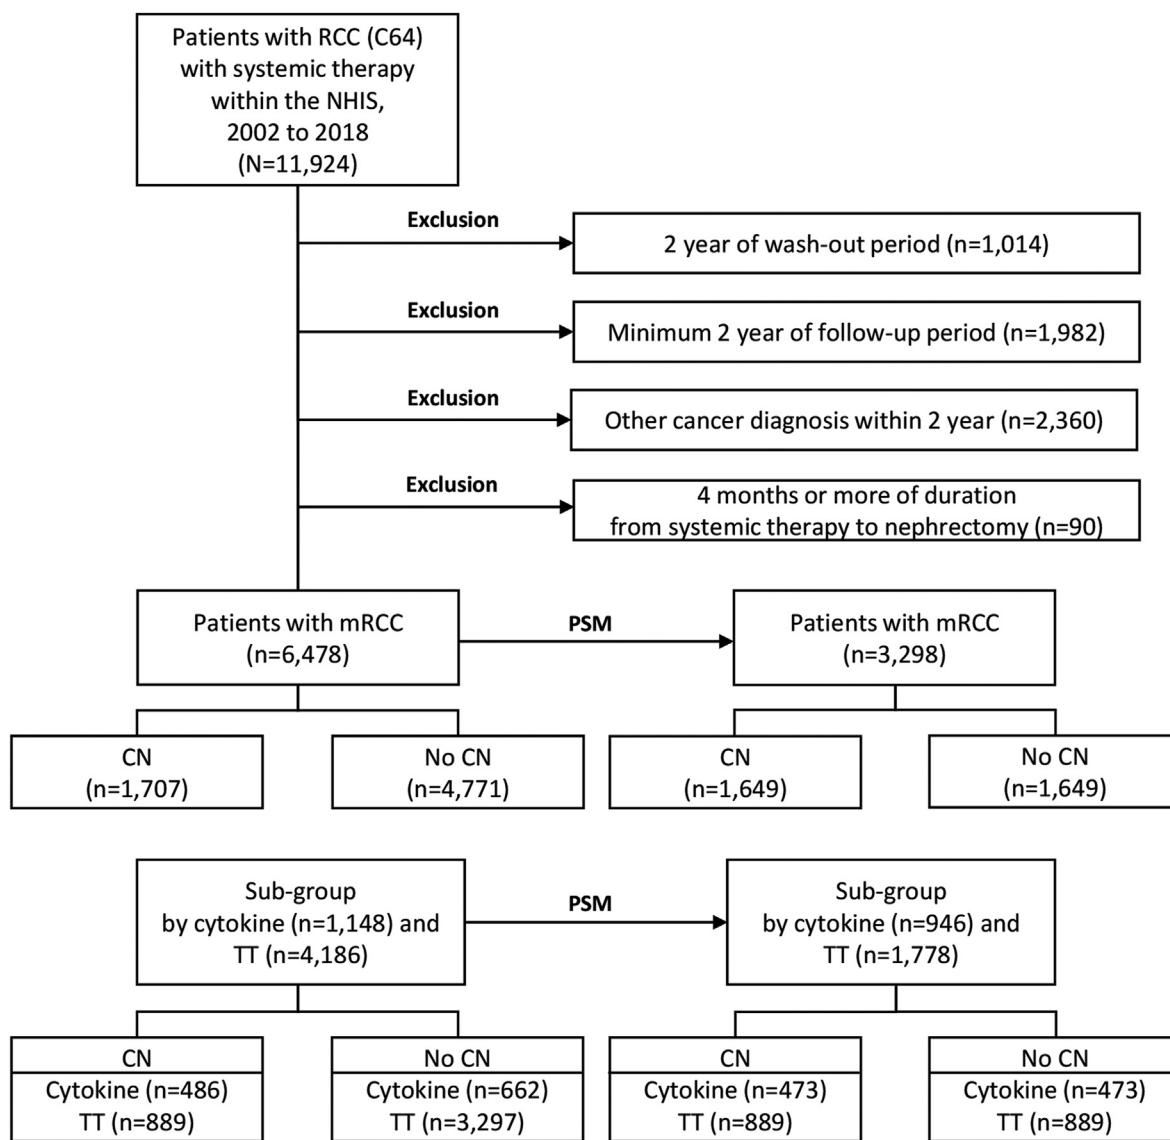 Patients with RCC (C64)
with systemic therapy
within the NHIS,
2002 to 2018
(N=11,924)
Exclusion
2 year of wash-out period (n=1,014)
Exclusion
Minimum 2 year of follow-up period (n=1,982)
Exclusion
Other cancer diagnosis within 2 year (n=2,360)
Exclusion
4 months or more of duration
from systemic therapy to nephrectomy (n=90)
Patients with mRCC
(n=6,478)
PSM
Patients with mRCC
(n=3,298)
CN
(n=1,707)
No CN
(n=4,771)
CN
(n=1,649)
No CN
(n=1,649)
Sub-group
by cytokine (n=1,148) and
TT (n=4,186)
PSM
Sub-group
by cytokine (n=946) and
TT (n=1,778)
CN
Cytokine (n=486)
TT (n=889)
No CN
Cytokine (n=662)
TT (n=3,297)
CN
Cytokine (n=473)
TT (n=889)
No CN
Cytokine (n=473)
TT (n=889)